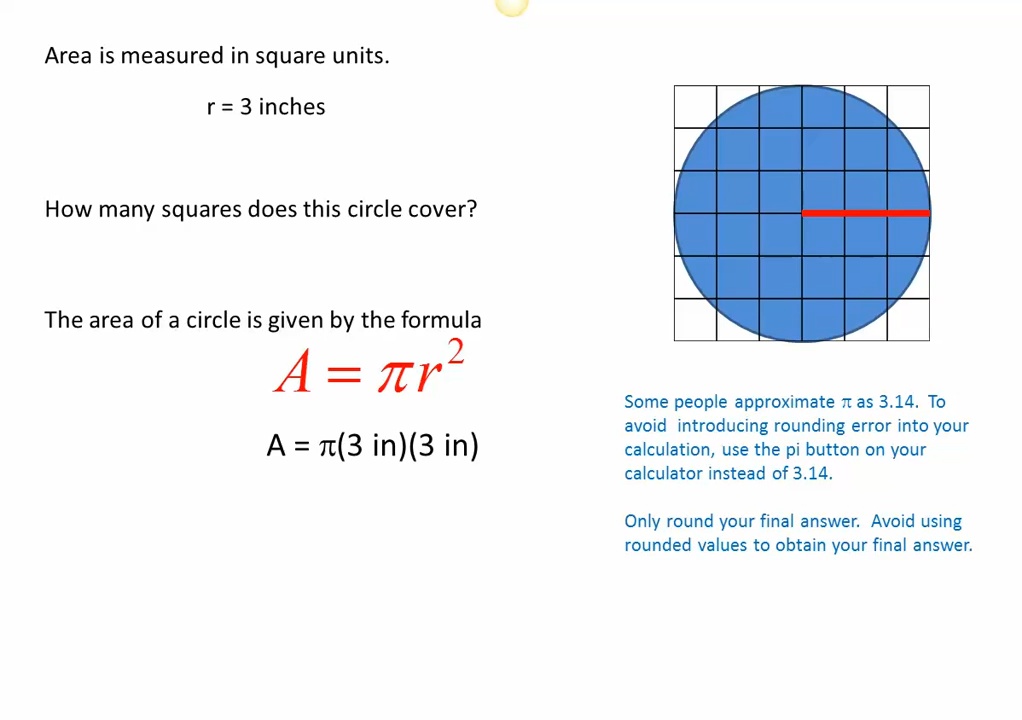 Area is measured in square units.
r = 3 inches
How many squares does this circle cover?
The area of a circle is given by the formula
A = πr²
A = π(3 in)(3 in)
Some people approximate π as 3.14. To
avoid introducing rounding error into your
calculation, use the pi button on your
calculator instead of 3.14.
Only round your final answer. Avoid using
rounded values to obtain your final answer.